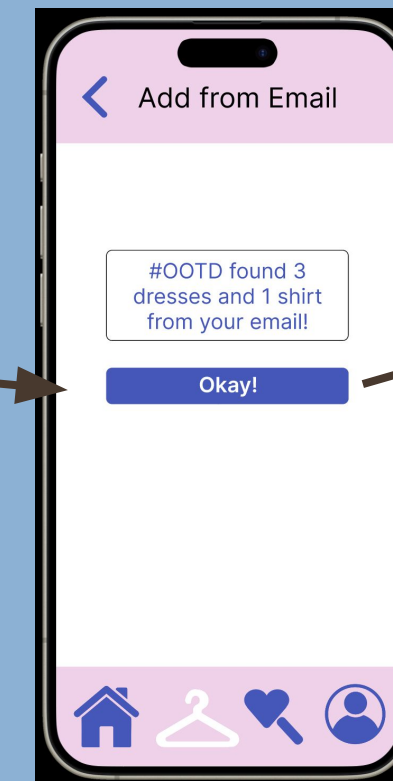 Add from Email
#OOTD found 3
dresses and 1 shirt
from your email!
Okay!